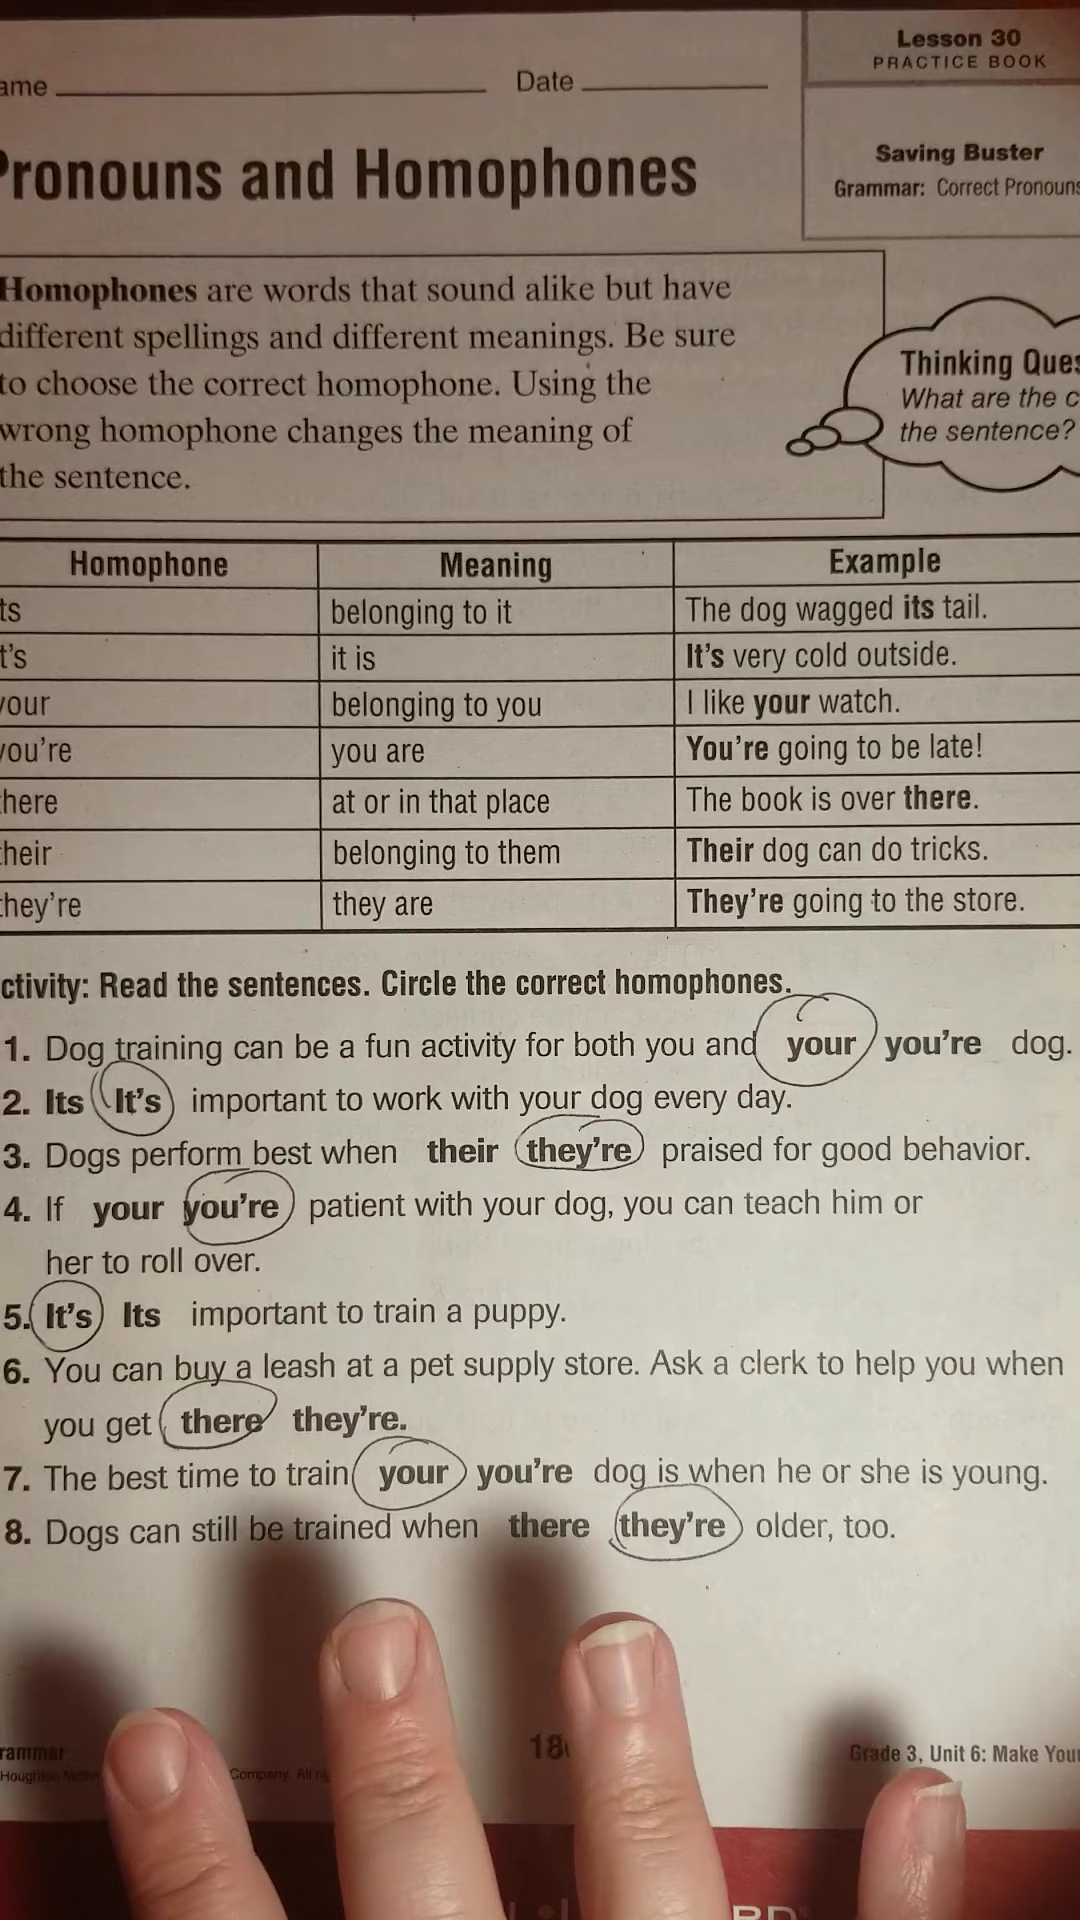 Date
Lesson 30
PRACTICE BOOK
Pronouns and Homophones
Saving Buster
Grammar: Correct Pronouns
Homophones are words that sound alike but have
different spellings and different meanings. Be sure
to choose the correct homophone. Using the
wrong homophone changes the meaning of
the sentence.
Thinking
What are the
the sentence?
Homophone Meaning Example
ts belonging to it The dog wagged its tail.
t's it is It's very cold outside.
your belonging to you I like your watch.
you're you are You're going to be late!
here at or in that place The book is over there.
heir belonging to them Their dog can do tricks.
hey're they are They're going to the store.
ctivity: Read the sentences. Circle the correct homophones.
1. Dog training can be a fun activity for both you and your you're dog.
2. Its It's important to work with your dog every day.
3. Dogs perform best when their they're praised for good behavior.
4. If your you're patient with your dog, you can teach him or
her to roll over.
5. It's Its important to train a puppy.
6. You can buy a leash at a pet supply store. Ask a clerk to help you when
you get there they're.
7. The best time to train your you're dog is when he or she is young.
8. Dogs can still be trained when there they're older, too.
rammar
Company. All
Grade 3, Unit 6: Make